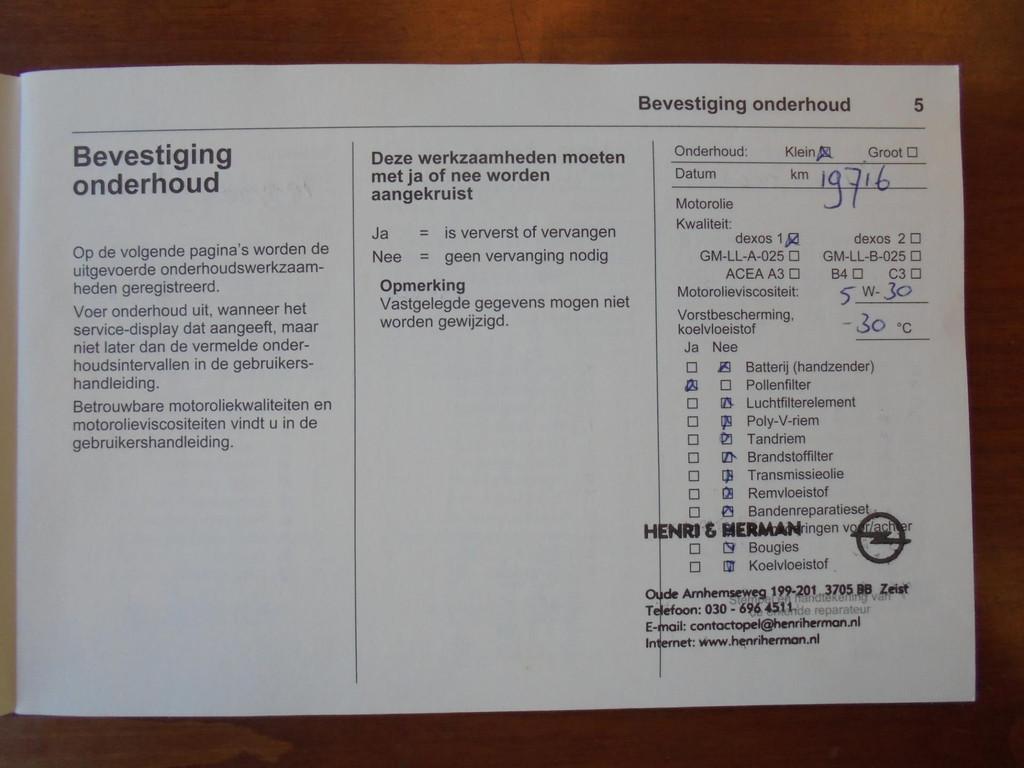 Bevestiging onderhoud 5
Bevestiging
onderhoud
Op de volgende pagina's worden de
uitgevoerde onderhoudswerkzaam-
heden geregistreerd.
Voer onderhoud uit, wanneer het
service-display dat aangeeft, maar
niet later dan de vermelde onder-
houdsintervallen in de gebruikers-
handleiding.
Betrouwbare motoroliekwaliteiten en
motorolieviscositeiten vindt u in de
gebruikershandleiding.
Deze werkzaamheden moeten
met ja of nee worden
aangekruist
Ja = is ververst of vervangen
Nee = geen vervanging nodig
Opmerking
Vastgelegde gegevens mogen niet
worden gewijzigd.
Onderhoud: Klein ☒ Groot ☐
Datum km 19716
Motorolie
Kwaliteit:
dexos 1 ☒ dexos 2 ☐
GM-LL-A-025 ☐ GM-LL-B-025 ☐
ACEA A3 ☐ B4 ☐ C3 ☐
Motorolieviscositeit: 5 W- 30
Vorstbescherming,
koelvloeistof -30 °C
Ja Nee
☐ ☒ Batterij (handzender)
☒ ☐ Pollenfilter
☐ ☒ Luchtfilterelement
☐ ☒ Poly-V-riem
☐ ☒ Tandriem
☐ ☒ Brandstoffilter
☐ ☒ Transmissieolie
☐ ☒ Remvloeistof
☐ ☒ Bandenreparatieset
HENRI & HERMAN
voor/achter
☐ ☒ Bougies
☐ ☒ Koelvloeistof
Oude Arnhemseweg 199-201 3705 BB Zeist
Stempel en handtekening van
Telefoon: 030 - 696 4511
reparateur
E-mail: contactopel@henriherman.nl
Internet: www.henriherman.nl